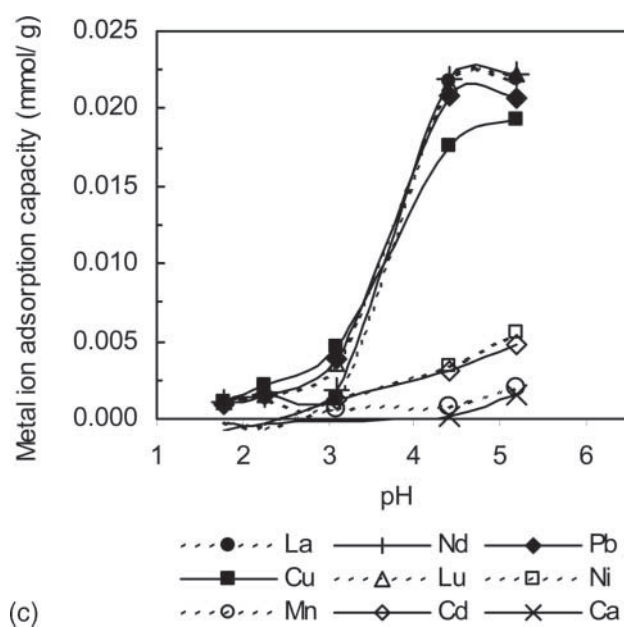 Metal ion adsorption capacity (mmol/ g)
0.025
0.020
0.015
0.010
0.005
0.000
1 2 3 4 5 6
pH
La Nd Pb
Cu Lu Ni
Mn Cd Ca
(c)